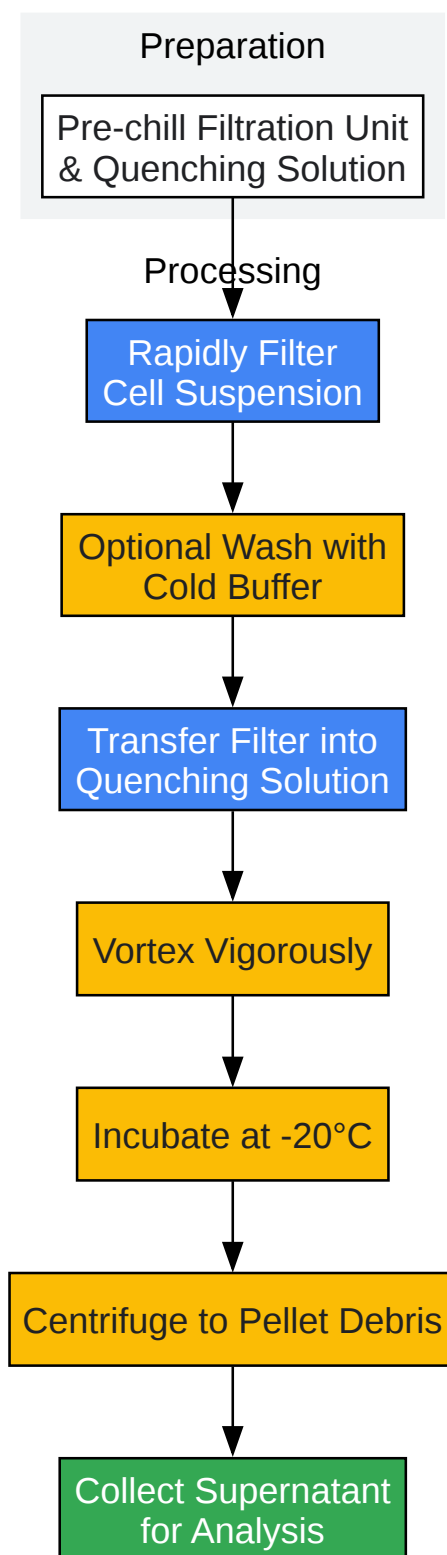 Preparation
Pre-chill Filtration Unit
& Quenching Solution
Processing
Rapidly Filter
Cell Suspension
Optional Wash with
Cold Buffer
Transfer Filter into
Quenching Solution
Vortex Vigorously
Incubate at -20°C
Centrifuge to Pellet Debris
Collect Supernatant
for Analysis